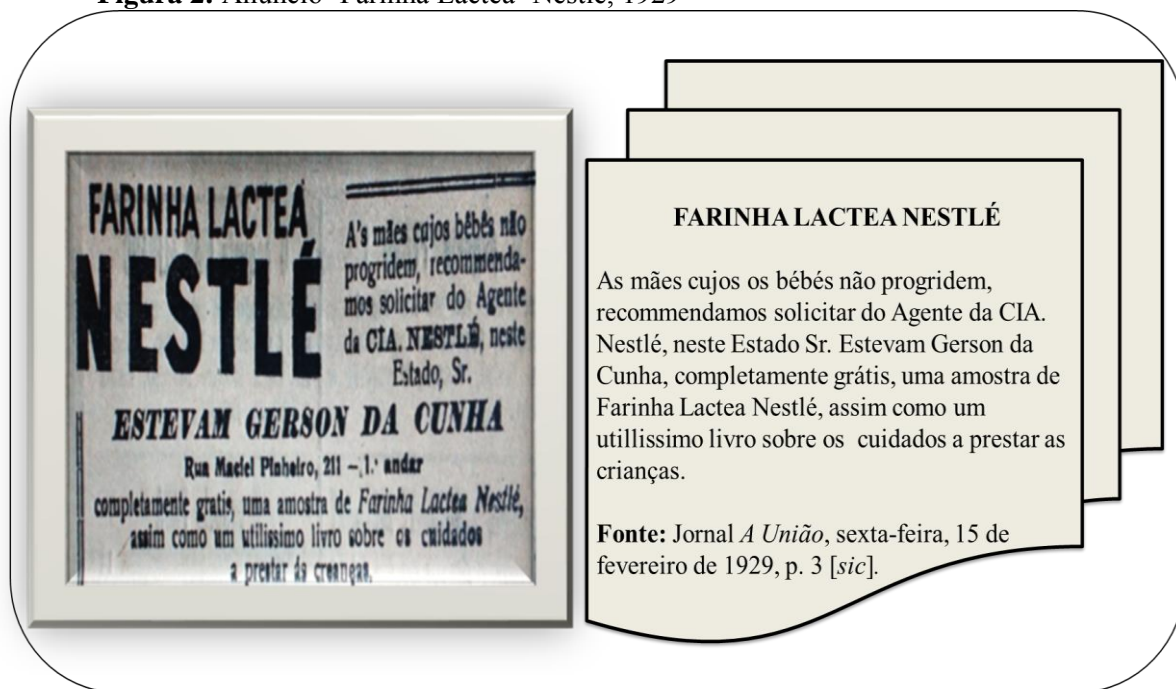 Figura 2: Anúncio "Farinha Lactea" Nestlé, 1929
FARINHA LACTEA
NESTLÉ
A's mães cujos bêbês não
progridem, recommenda-
mos solicitar do Agente
da CIA. NESTLÉ, neste
Estado, Sr.
ESTEVAM GERSON DA CUNHA
Rua Maciel Pinheiro, 211 – 1.º andar
completamente gratis, uma amostra de Farinha Lactea Nestlé,
assim como um utilissimo livro sobre os cuidados
a prestar ás creanças.
FARINHA LACTEA NESTLÉ
As mães cujos os bébés não progridem,
recommendamos solicitar do Agente da CIA.
Nestlé, neste Estado Sr. Estevam Gerson da
Cunha, completamente grátis, uma amostra de
Farinha Lactea Nestlé, assim como um
utillissimo livro sobre os cuidados a prestar as
crianças.
Fonte: Jornal A União, sexta-feira, 15 de
fevereiro de 1929, p. 3 [sic].